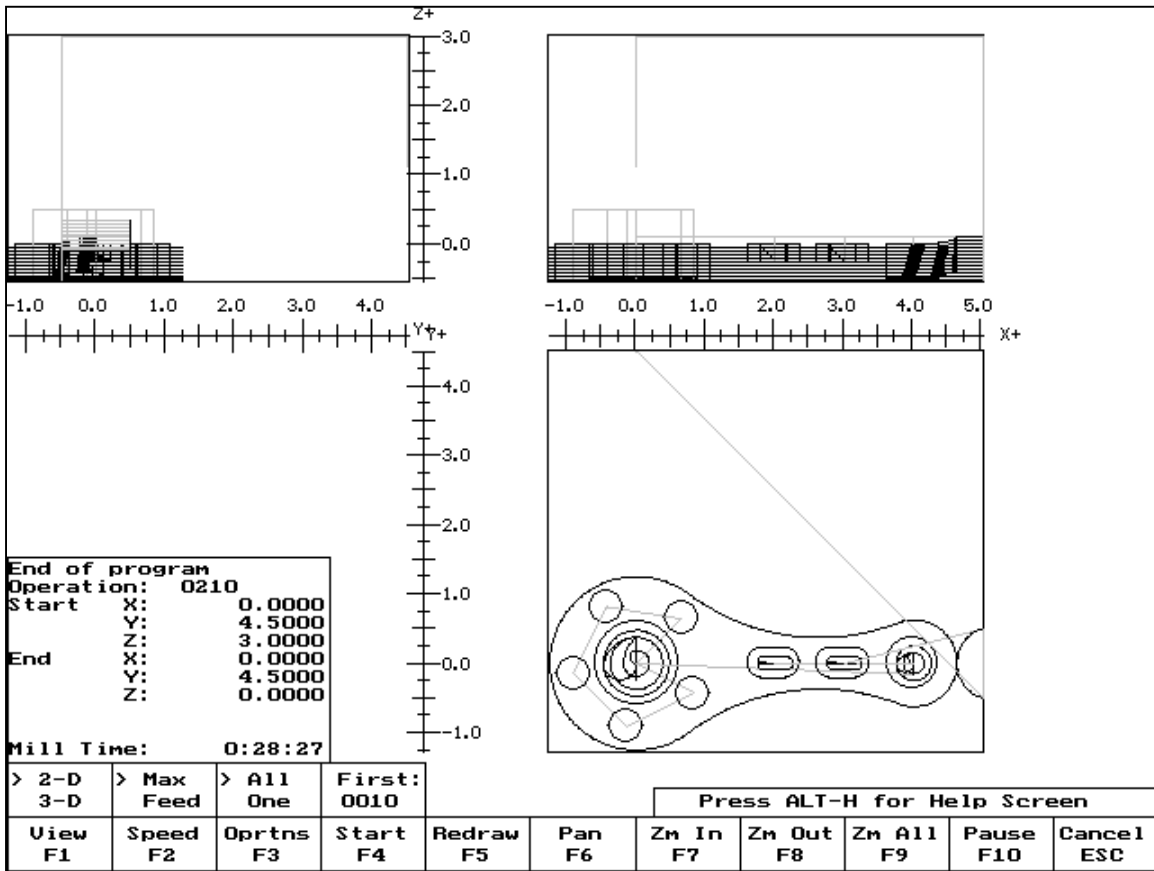 Z+
3.0
2.0
1.0
0.0
-1.0 0.0 1.0 2.0 3.0 4.0
-1.0 0.0 1.0 2.0 3.0 4.0 5.0
Y+
Y+
X+
4.0
3.0
2.0
1.0
0.0
-1.0
End of program
Operation: 0210
Start X: 0.0000
Y: 4.5000
Z: 3.0000
End X: 0.0000
Y: 4.5000
Z: 0.0000
Mill Time: 0:28:27
> 2-D > Max > All First:
3-D Feed One 0010
Press ALT-H for Help Screen
View Speed Oprtns Start Redraw Pan Zm In Zm Out Zm All Pause Cancel
F1 F2 F3 F4 F5 F6 F7 F8 F9 F10 ESC